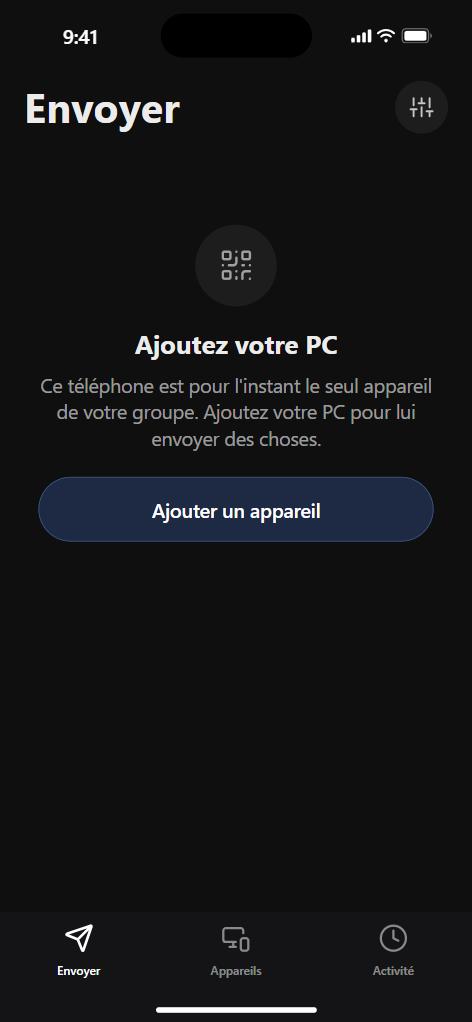 9:41
Envoyer
Ajoutez votre PC
Ce téléphone est pour l'instant le seul appareil
de votre groupe. Ajoutez votre PC pour lui
envoyer des choses.
Ajouter un appareil
Envoyer
Appareils
Activité